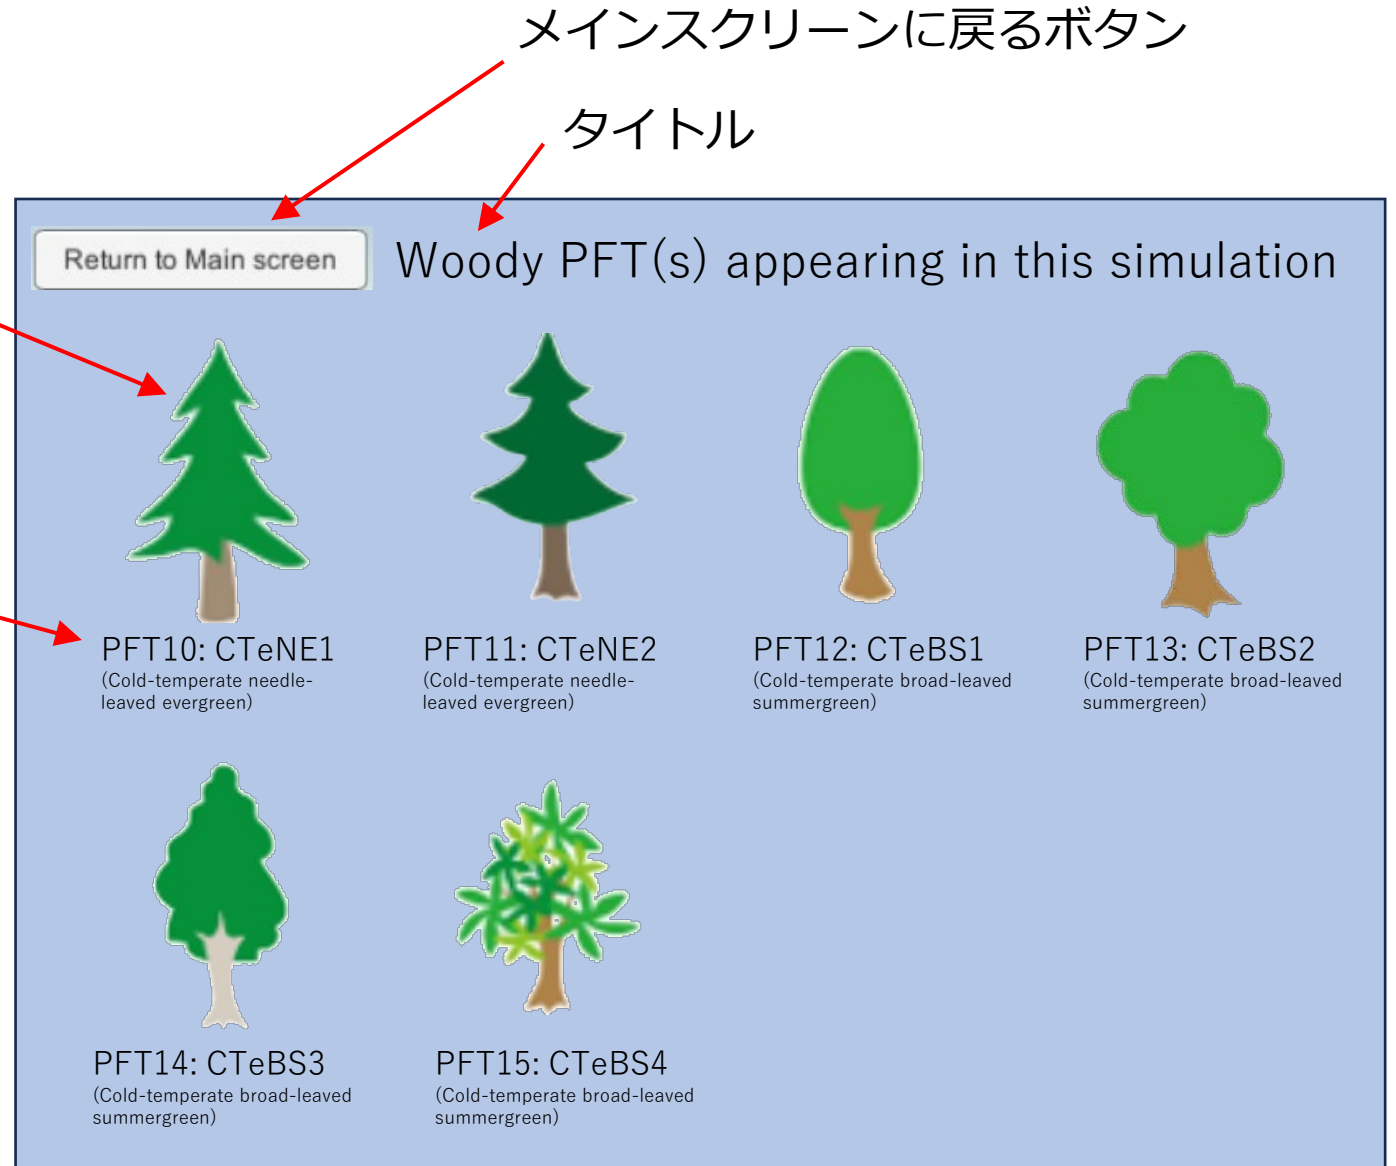 メインスクリーンに戻るボタン
タイトル
Return to Main screen
Woody PFT(s) appearing in this simulation
PFT10: CTeNE1
(Cold-temperate needle-
leaved evergreen)
PFT11: CTeNE2
(Cold-temperate needle-
leaved evergreen)
PFT12: CTeBS1
(Cold-temperate broad-leaved
summergreen)
PFT13: CTeBS2
(Cold-temperate broad-leaved
summergreen)
PFT14: CTeBS3
(Cold-temperate broad-leaved
summergreen)
PFT15: CTeBS4
(Cold-temperate broad-leaved
summergreen)